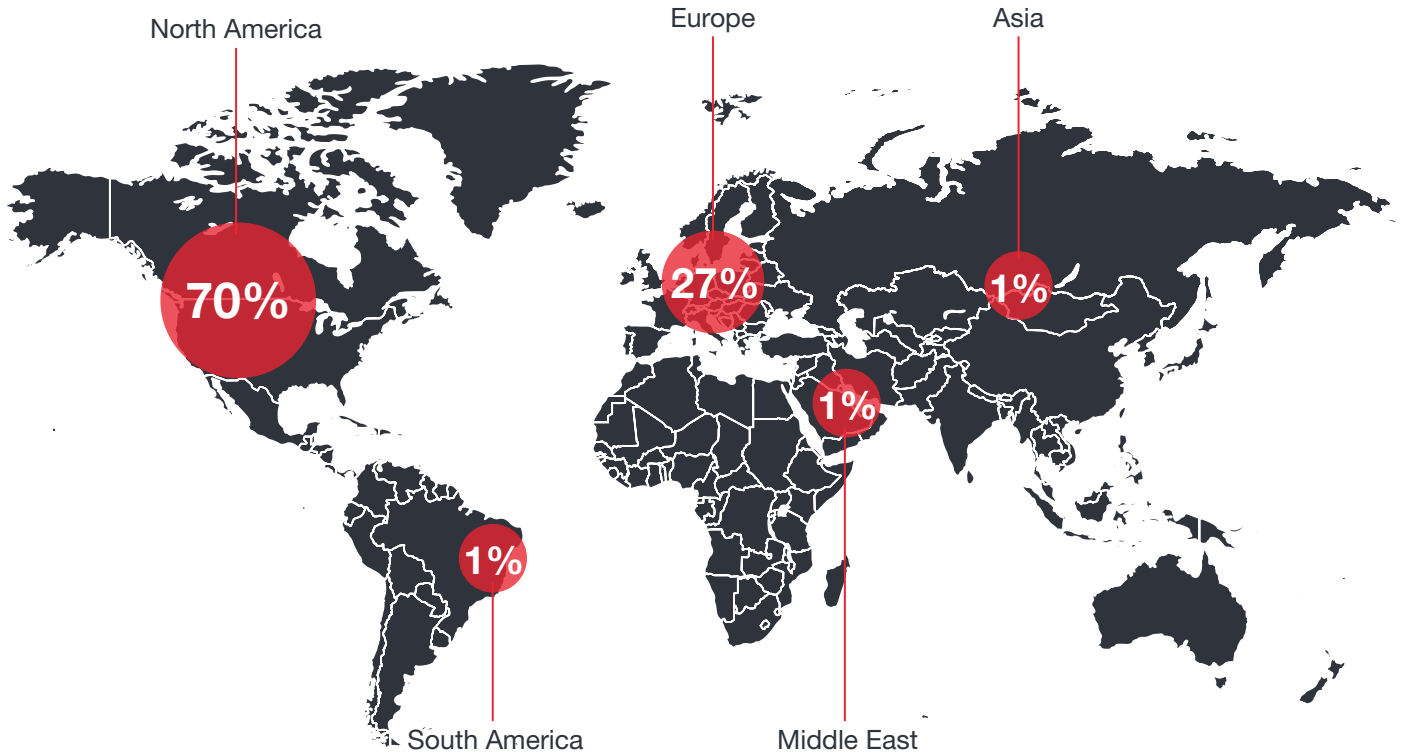 North America
Europe
Asia
70%
27%
1%
1%
1%
South America
Middle East